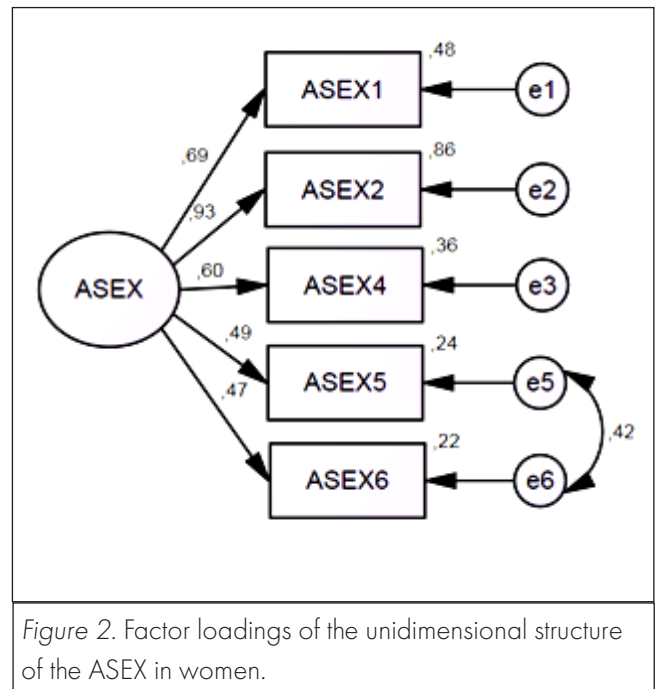 ,48
ASEX1
e1
,69
,86
ASEX2
e2
,93
,36
ASEX
,60
ASEX4
e3
,49
,24
ASEX5
e5
,47
,42
,22
ASEX6
e6
Figure 2. Factor loadings of the unidimensional structure
of the ASEX in women.